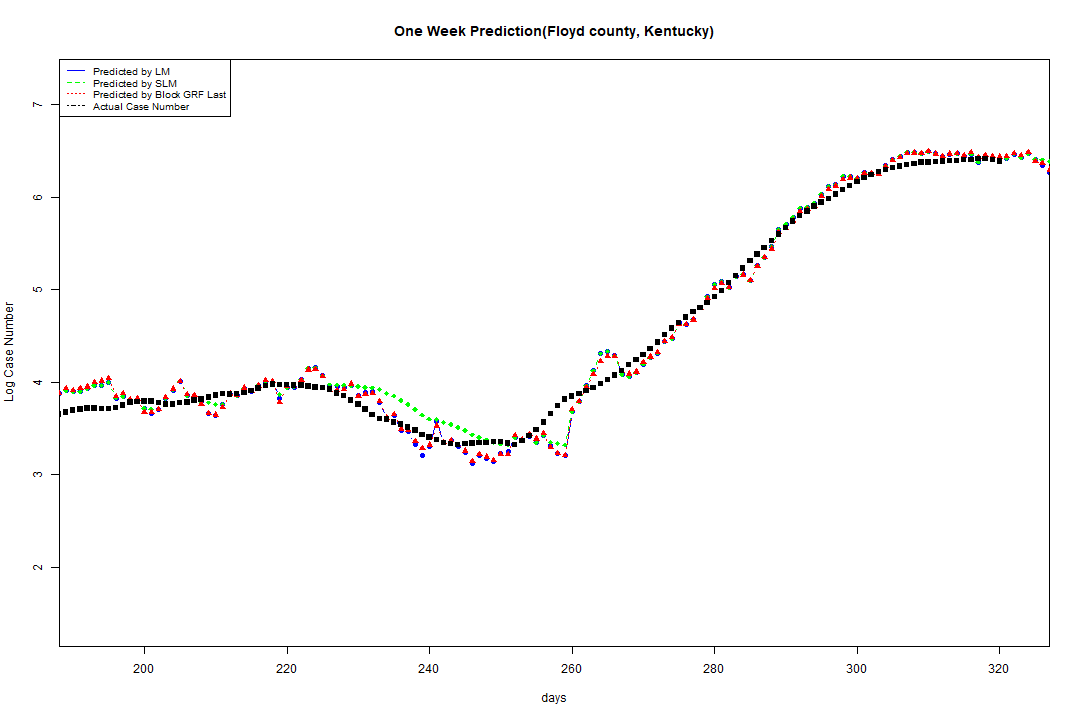 One Week Prediction(Floyd county, Kentucky)
Predicted by LM
Predicted by SLM
Predicted by Block GRF Last
Actual Case Number
7
6
5
4
3
2
Log Case Number
200 220 240 260 280 300 320
days